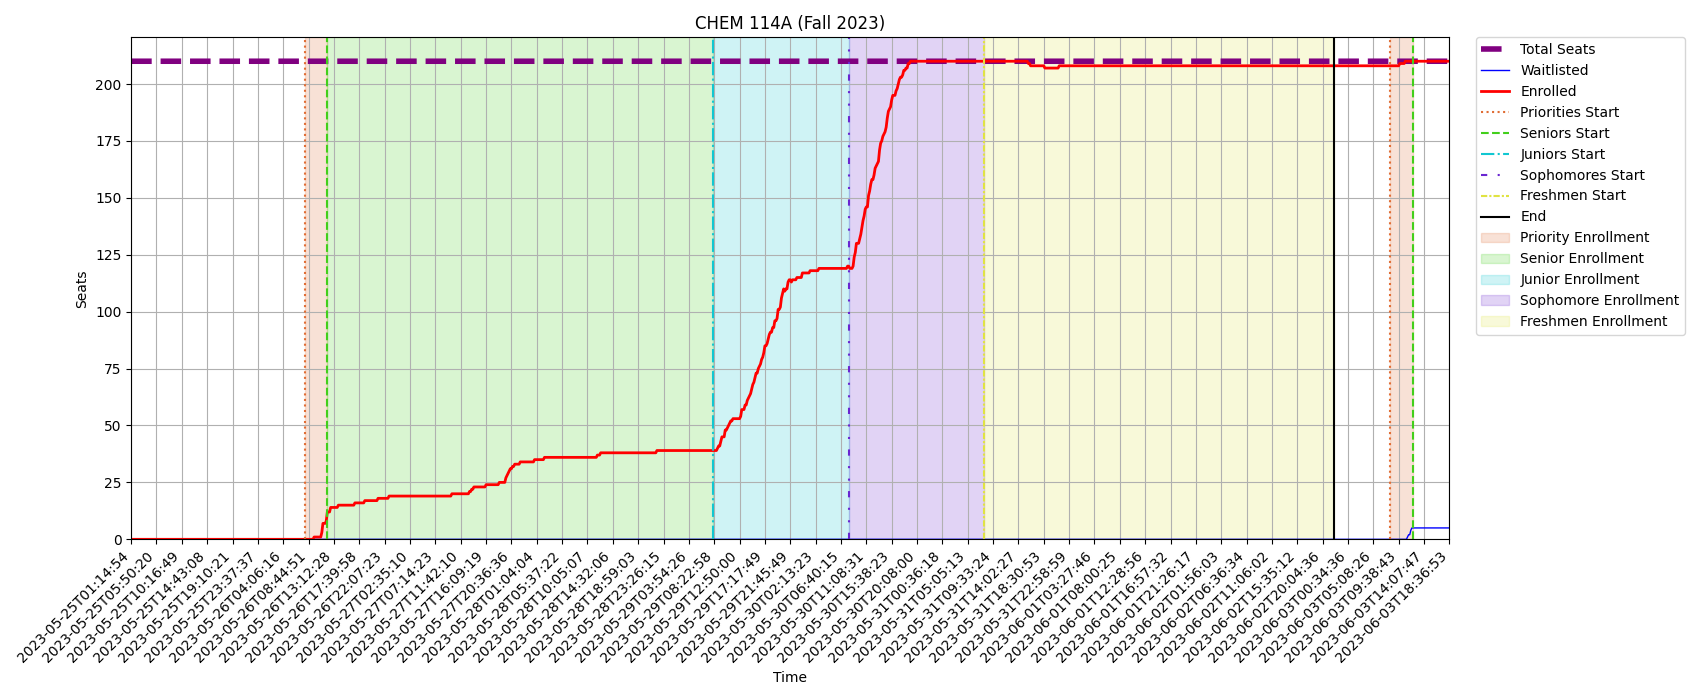 CHEM 114A (Fall 2023)
Total Seats
Waitlisted
Enrolled
Priorities Start
Seniors Start
Juniors Start
Sophomores Start
Freshmen Start
End
Priority Enrollment
Senior Enrollment
Junior Enrollment
Sophomore Enrollment
Freshmen Enrollment
Seats
200
175
150
125
100
75
50
25
0
2023-05-25T01:14:54
2023-05-25T05:50:20
2023-05-25T10:16:49
2023-05-25T14:43:08
2023-05-25T19:10:21
2023-05-25T23:37:37
2023-05-26T04:06:16
2023-05-26T08:44:51
2023-05-26T13:12:28
2023-05-26T17:39:58
2023-05-26T22:07:23
2023-05-27T02:35:10
2023-05-27T07:14:23
2023-05-27T11:42:10
2023-05-27T16:09:19
2023-05-27T20:36:36
2023-05-28T01:04:04
2023-05-28T05:37:22
2023-05-28T10:05:07
2023-05-28T14:32:06
2023-05-28T18:59:03
2023-05-28T23:26:15
2023-05-29T03:54:26
2023-05-29T08:22:58
2023-05-29T12:50:00
2023-05-29T17:17:49
2023-05-29T21:45:49
2023-05-30T02:13:23
2023-05-30T06:40:15
2023-05-30T11:08:31
2023-05-30T15:38:23
2023-05-30T20:08:00
2023-05-31T00:36:18
2023-05-31T05:05:13
2023-05-31T09:33:24
2023-05-31T14:02:27
2023-05-31T18:30:53
2023-05-31T22:58:59
2023-06-01T03:27:46
2023-06-01T08:00:25
2023-06-01T12:28:56
2023-06-01T16:57:32
2023-06-01T21:26:17
2023-06-02T01:56:03
2023-06-02T06:36:34
2023-06-02T11:06:02
2023-06-02T15:35:12
2023-06-02T20:04:36
2023-06-03T00:34:36
2023-06-03T05:08:26
2023-06-03T09:38:43
2023-06-03T14:07:47
2023-06-03T18:36:53
Time